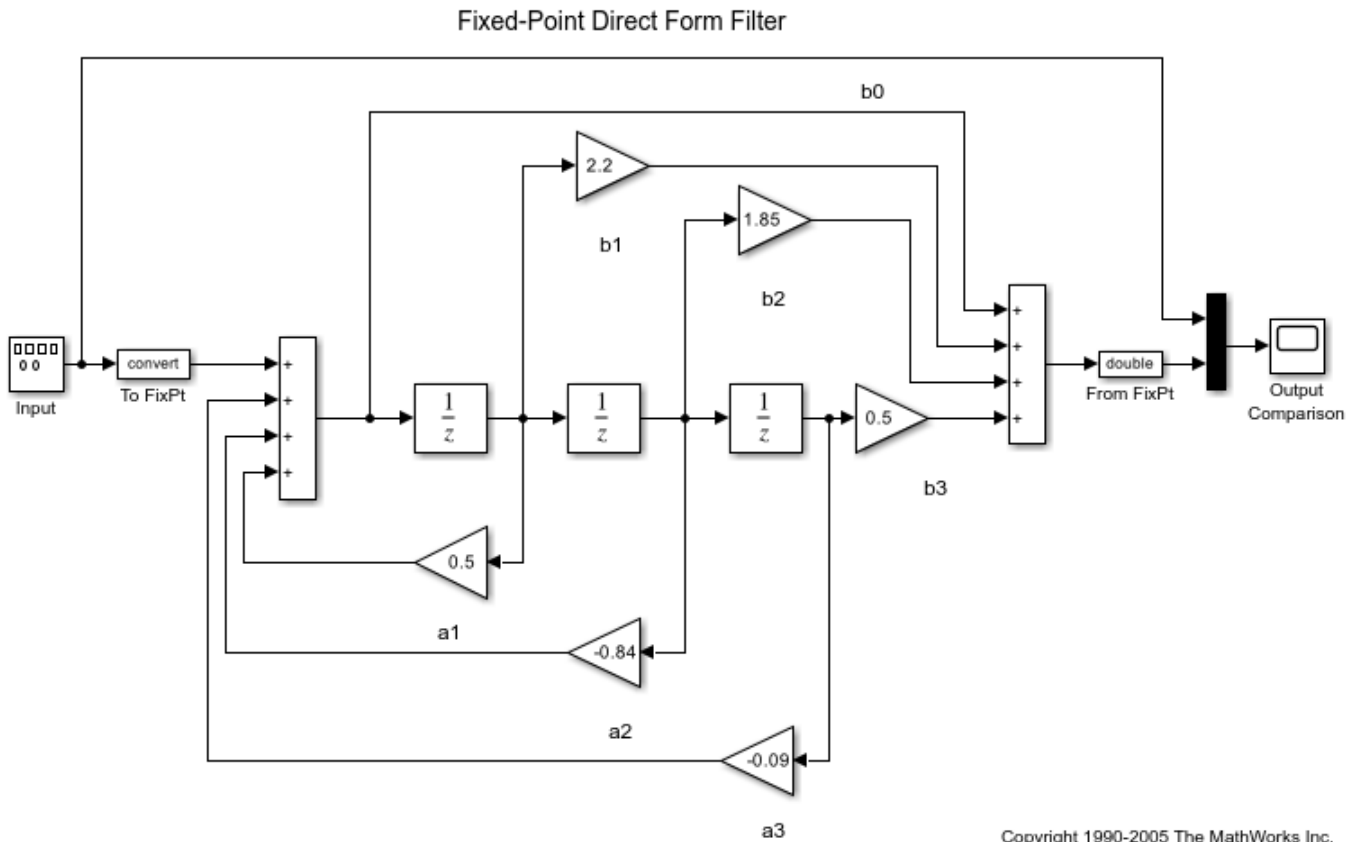 Fixed-Point Direct Form Filter
b0
2.2
1.85
b1
b2
+
+
+
+
convert
To FixPt
Input
+
+
+
+
1
z
1
z
1
z
0.5
b3
double
From FixPt
Output
Comparison
0.5
a1
-0.84
a2
-0.09
a3
Copyright 1990-2005 The MathWorks Inc.